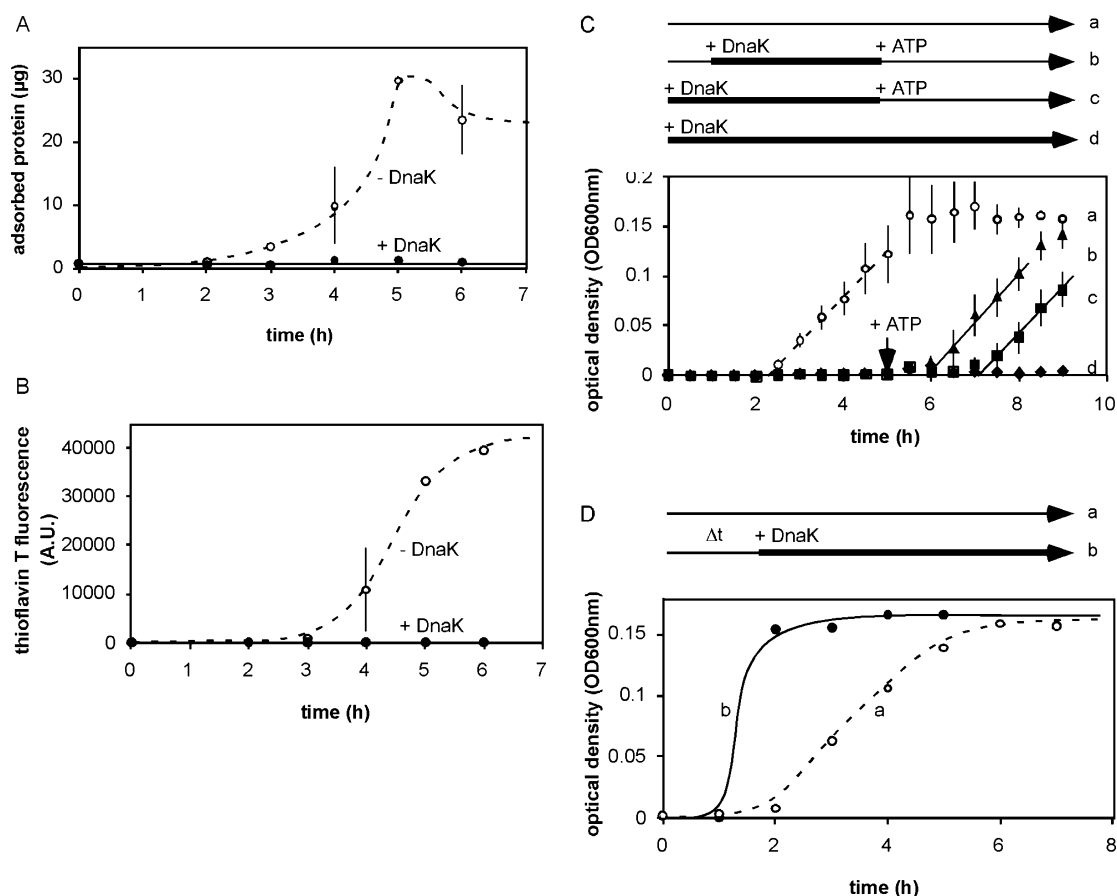 A
adsorbed protein (µg)
30
20
10
0
- DnaK
+ DnaK
0 1 2 3 4 5 6 7
time (h)
B
thioflavin T fluorescence
(A.U.)
40000
30000
20000
10000
0
- DnaK
+ DnaK
0 1 2 3 4 5 6 7
time (h)
C
a
+ DnaK + ATP
b
+ DnaK + ATP
c
+ DnaK
d
optical density (OD600nm)
0.2
0.15
0.1
0.05
0
+ ATP
a
b
c
d
0 2 4 6 8 10
time (h)
D
a
Δt + DnaK
b
optical density (OD600nm)
0.15
0.1
0.05
0
b
a
0 2 4 6 8
time (h)